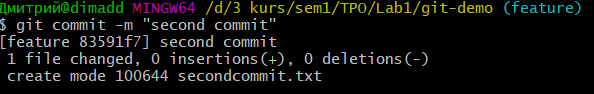 Дмитрий@dimadd MINGW64 /d/3 kurs/sem1/TPO/Lab1/git-demo (feature)
$ git commit -m "second commit"
[feature 83591f7] second commit
 1 file changed, 0 insertions(+), 0 deletions(-)
 create mode 100644 secondcommit.txt